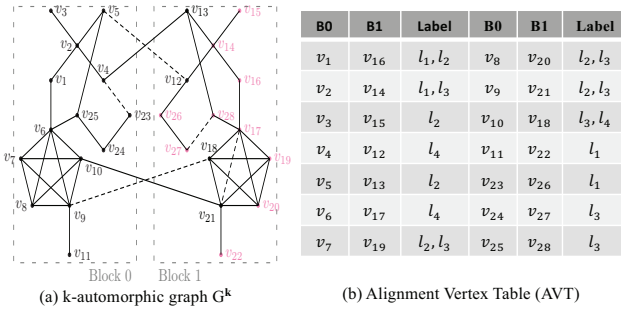 v3 v5 v13 v15
v2 v14
v4 v12
v1 v16
v25 v23 v26 v28
v6 v17
v24 v27 v18
v7 v10 v19
v8 v9 v21 v20
v11 v22
Block 0 Block 1
(a) k-automorphic graph G^k
B0 B1 Label B0 B1 Label
v1 v16 l1, l2 v8 v20 l2, l3
v2 v14 l1, l3 v9 v21 l2, l3
v3 v15 l2 v10 v18 l3, l4
v4 v12 l4 v11 v22 l1
v5 v13 l2 v23 v26 l1
v6 v17 l4 v24 v27 l3
v7 v19 l2, l3 v25 v28 l3
(b) Alignment Vertex Table (AVT)